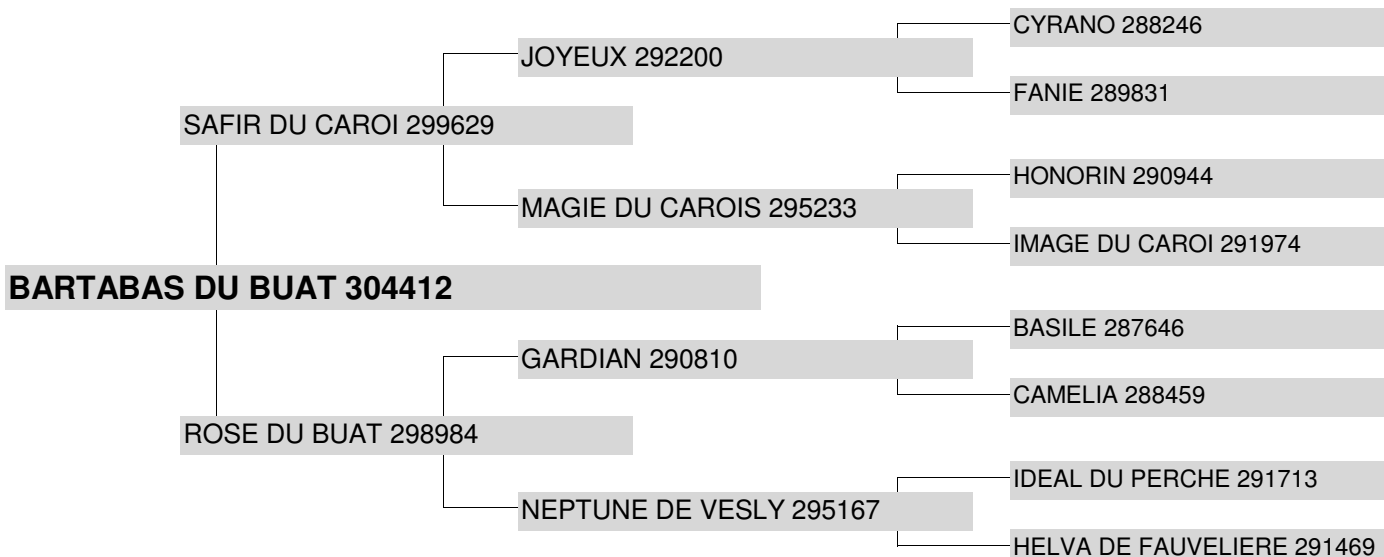 CYRANO 288246
JOYEUX 292200
FANIE 289831
SAFIR DU CAROI 299629
HONORIN 290944
MAGIE DU CAROIS 295233
IMAGE DU CAROI 291974
BARTABAS DU BUAT 304412
BASILE 287646
GARDIAN 290810
CAMELIA 288459
ROSE DU BUAT 298984
IDEAL DU PERCHE 291713
NEPTUNE DE VESLY 295167
HELVA DE FAUVELIERE 291469